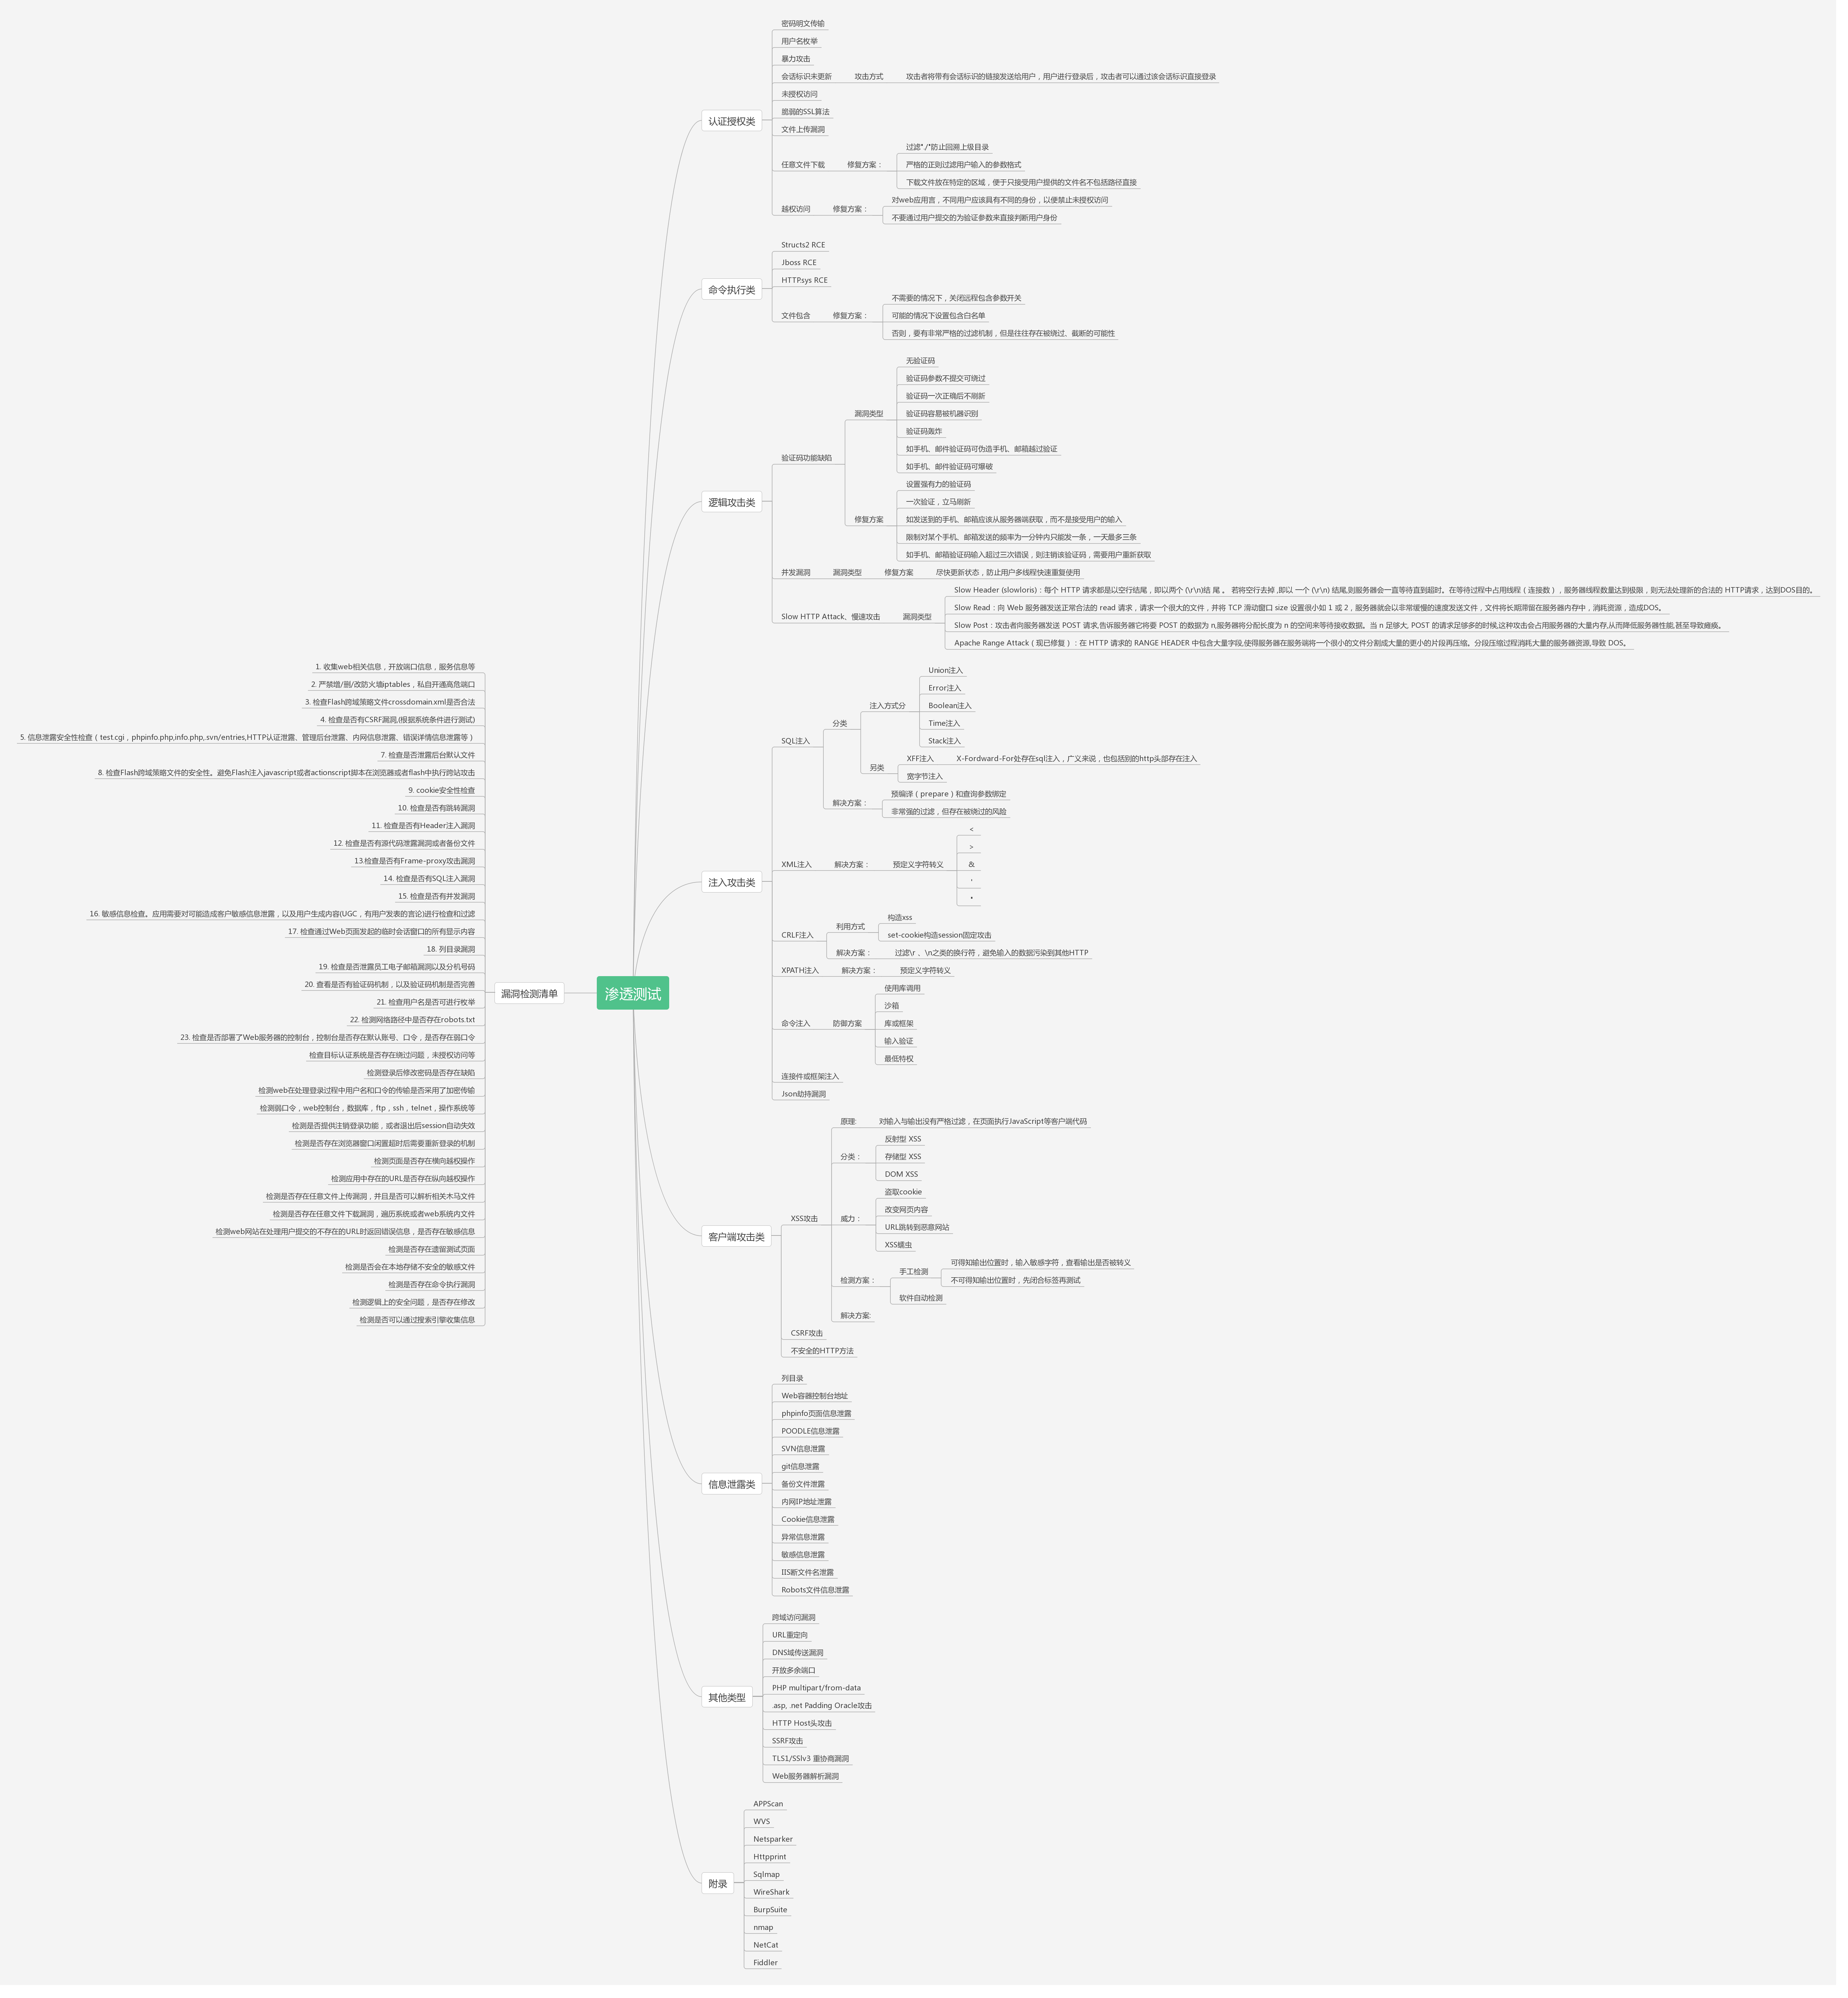 渗透测试
认证授权类
密码明文传输
用户名枚举
暴力攻击
会话标识未更新
攻击方式
攻击者将带有会话标识的链接发送给用户，用户进行登录后，攻击者可以通过该会话标识直接登录
未授权访问
脆弱的SSL算法
文件上传漏洞
任意文件下载
修复方案：
过滤"./"防止回溯上级目录
严格的正则过滤用户输入的参数格式
下载文件放在特定的区域，便于只接受用户提供的文件名不包括路径直接
越权访问
修复方案：
对web应用言，不同用户应该具有不同的身份，以便禁止未授权访问
不要通过用户提交的为验证参数来直接判断用户身份
命令执行类
Structs2 RCE
Jboss RCE
HTTP.sys RCE
文件包含
修复方案：
不需要的情况下，关闭远程包含参数开关
可能的情况下设置包含白名单
否则，要有非常严格的过滤机制，但是往往存在被绕过、截断的可能性
逻辑攻击类
验证码功能缺陷
漏洞类型
无验证码
验证码参数不提交可绕过
验证码一次正确后不刷新
验证码容易被机器识别
验证码轰炸
如手机、邮件验证码可伪造手机、邮箱越过验证
如手机、邮件验证码可爆破
修复方案
设置强有力的验证码
一次验证，立马刷新
如发送到的手机、邮箱应该从服务器端获取，而不是接受用户的输入
限制对某个手机、邮箱发送的频率为一分钟内只能发一条，一天最多三条
如手机、邮箱验证码输入超过三次错误，则注销该验证码，需要用户重新获取
并发漏洞
漏洞类型
修复方案
尽快更新状态，防止用户多线程快速重复使用
Slow HTTP Attack、慢速攻击
漏洞类型
Slow Header (slowloris)：每个 HTTP 请求都是以空行结尾，即以两个 (\r\n)结 尾 。 若将空行去掉 ,即以 一个 (\r\n) 结尾,则服务器会一直等待直到超时。在等待过程中占用线程（连接数），服务器线程数量达到极限，则无法处理新的合法的 HTTP请求，达到DOS目的。
Slow Read：向 Web 服务器发送正常合法的 read 请求，请求一个很大的文件，并将 TCP 滑动窗口 size 设置很小如 1 或 2，服务器就会以非常缓慢的速度发送文件，文件将长期滞留在服务器内存中，消耗资源，造成DoS。
Slow Post：攻击者向服务器发送 POST 请求,告诉服务器它将要 POST 的数据为 n,服务器将分配长度为 n 的空间来等待接收数据。当 n 足够大, POST 的请求足够多的时候,这种攻击会占用服务器的大量内存,从而降低服务器性能,甚至导致瘫痪。
Apache Range Attack（现已修复）：在 HTTP 请求的 RANGE HEADER 中包含大量字段,使得服务器在服务端将一个很小的文件分割成大量的更小的片段再压缩。分段压缩过程消耗大量的服务器资源,导致 DOS。
注入攻击类
SQL注入
分类
注入方式分
Union注入
Error注入
Boolean注入
Time注入
Stack注入
另类
XFF注入
X-Fordward-For处存在sql注入，广义来说，也包括别的http头部存在注入
宽字节注入
解决方案：
预编译（prepare）和查询参数绑定
非常强的过滤，但存在被绕过的风险
XML注入
解决方案：
预定义字符转义
<
>
&
'
"
CRLF注入
利用方式
构造xss
set-cookie构造session固定攻击
解决方案：
过滤\r 、\n之类的换行符，避免输入的数据污染到其他HTTP
XPATH注入
解决方案：
预定义字符转义
命令注入
防御方案
使用库调用
沙箱
库或框架
输入验证
最低特权
连接件或框架注入
Json劫持漏洞
客户端攻击类
XSS攻击
原理:
对输入与输出没有严格过滤，在页面执行JavaScript等客户端代码
分类：
反射型 XSS
存储型 XSS
DOM XSS
威力：
盗取cookie
改变网页内容
URL跳转到恶意网站
XSS蠕虫
检测方案：
手工检测
可得知输出位置时，输入敏感字符，查看输出是否被转义
不可得知输出位置时，先闭合标签再测试
软件自动检测
解决方案:
CSRF攻击
不安全的HTTP方法
信息泄露类
列目录
Web容器控制台地址
phpinfo页面信息泄露
POODLE信息泄露
SVN信息泄露
git信息泄露
备份文件泄露
内网IP地址泄露
Cookie信息泄露
异常信息泄露
敏感信息泄露
IIS断文件名泄露
Robots文件信息泄露
其他类型
跨域访问漏洞
URL重定向
DNS域传送漏洞
开放多余端口
PHP multipart/from-data
.asp, .net Padding Oracle攻击
HTTP Host头攻击
SSRF攻击
TLS1/SSlv3 重协商漏洞
Web服务器解析漏洞
附录
APPScan
WVS
Netsparker
Httpprint
Sqlmap
WireShark
BurpSuite
nmap
NetCat
Fiddler
漏洞检测清单
1. 收集web相关信息，开放端口信息，服务信息等
2. 严禁增/删/改防火墙iptables，私自开通高危端口
3. 检查Flash跨域策略文件crossdomain.xml是否合法
4. 检查是否有CSRF漏洞,(根据系统条件进行测试)
5. 信息泄露安全性检查（test.cgi，phpinfo.php,info.php,.svn/entries,HTTP认证泄露、管理后台泄露、内网信息泄露、错误详情信息泄露等）
7. 检查是否泄露后台默认文件
8. 检查Flash跨域策略文件的安全性。避免Flash注入javascript或者actionscript脚本在浏览器或者flash中执行跨站攻击
9. cookie安全性检查
10. 检查是否有跳转漏洞
11. 检查是否有Header注入漏洞
12. 检查是否有源代码泄露漏洞或者备份文件
13.检查是否有Frame-proxy攻击漏洞
14. 检查是否有SQL注入漏洞
15. 检查是否有并发漏洞
16. 敏感信息检查。应用需要对可能造成客户敏感信息泄露，以及用户生成内容(UGC，有用户发表的言论)进行检查和过滤
17. 检查通过Web页面发起的临时会话窗口的所有显示内容
18. 列目录漏洞
19. 检查是否泄露员工电子邮箱漏洞以及分机号码
20. 查看是否有验证码机制，以及验证码机制是否完善
21. 检查用户名是否可进行枚举
22. 检测网络路径中是否存在robots.txt
23. 检查是否部署了Web服务器的控制台，控制台是否存在默认账号、口令，是否存在弱口令
检查目标认证系统是否存在绕过问题，未授权访问等
检测登录后修改密码是否存在缺陷
检测web在处理登录过程中用户名和口令的传输是否采用了加密传输
检测弱口令，web控制台，数据库，ftp，ssh，telnet，操作系统等
检测是否提供注销登录功能，或者退出后session自动失效
检测是否存在浏览器窗口闲置超时后需要重新登录的机制
检测页面是否存在横向越权操作
检测应用中存在的URL是否存在纵向越权操作
检测是否存在任意文件上传漏洞，并且是否可以解析相关木马文件
检测是否存在任意文件下载漏洞，遍历系统或者web系统内文件
检测web网站在处理用户提交的不存在的URL时返回错误信息，是否存在敏感信息
检测是否存在遗留测试页面
检测是否会在本地存储不安全的敏感文件
检测是否存在命令执行漏洞
检测逻辑上的安全问题，是否存在修改
检测是否可以通过搜索引擎收集信息